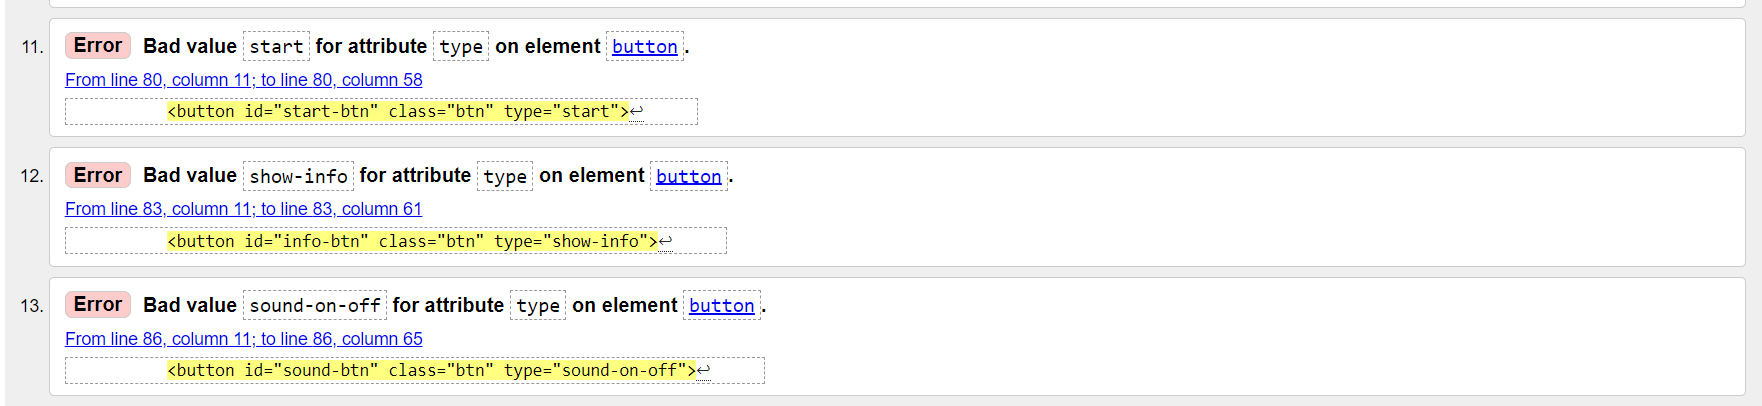 11. Error Bad value start for attribute type on element button.
From line 80, column 11; to line 80, column 58
<button id="start-btn" class="btn" type="start">↩
12. Error Bad value show-info for attribute type on element button.
From line 83, column 11; to line 83, column 61
<button id="info-btn" class="btn" type="show-info">↩
13. Error Bad value sound-on-off for attribute type on element button.
From line 86, column 11; to line 86, column 65
<button id="sound-btn" class="btn" type="sound-on-off">↩